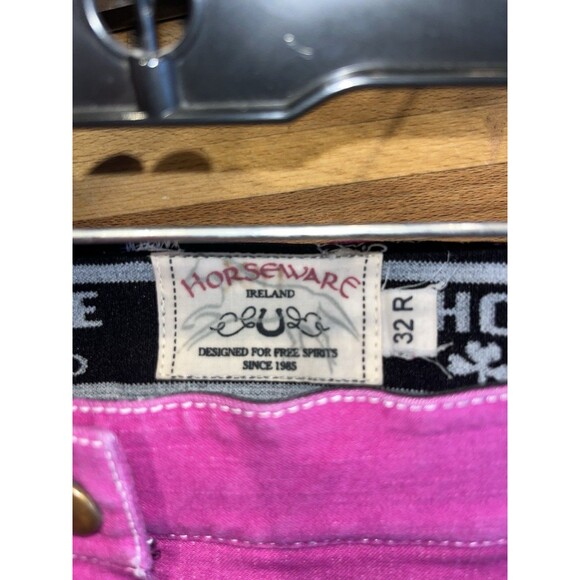 HORSEWARE
IRELAND
DESIGNED FOR FREE SPIRITS
SINCE 1985
32 R
E
HO